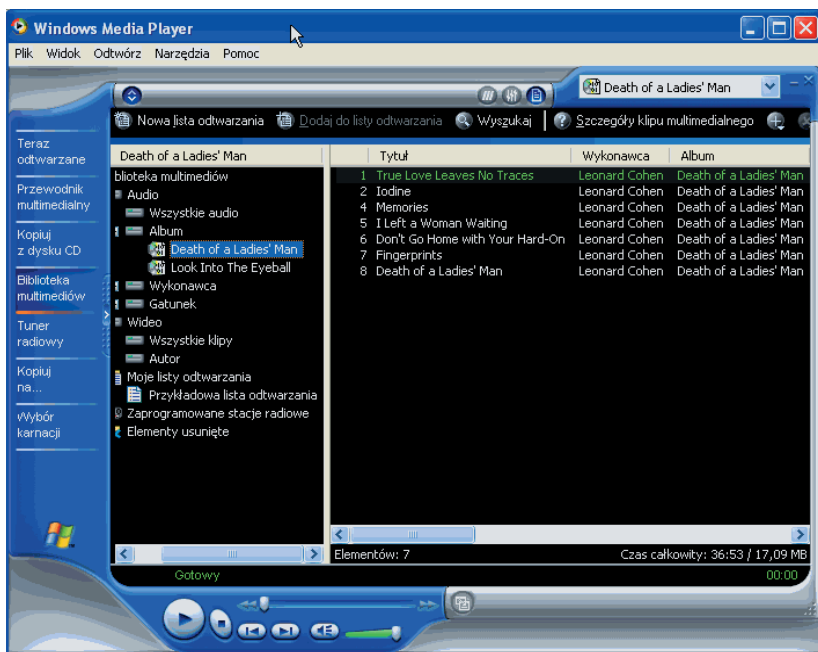 Windows Media Player
Plik Widok Odtwórz Narzędzia Pomoc
Death of a Ladies' Man
Nowa lista odtwarzania Dodaj do listy odtwarzania Wyszukaj Szczegóły klipu multimedialnego
Teraz
odtwarzane
Przewodnik
multimedialny
Kopiuj
z dysku CD
Biblioteka
multimediów
Tuner
radiowy
Kopiuj
na...
Wybór
karnacji
Death of a Ladies' Man
blioteka multimediów
Audio
Wszystkie audio
Album
Death of a Ladies' Man
Look Into The Eyeball
Wykonawca
Gatunek
Wideo
Wszystkie klipy
Autor
Moje listy odtwarzania
Przykładowa lista odtwarzania
Zaprogramowane stacje radiowe
Elementy usunięte
Tytuł Wykonawca Album
1 True Love Leaves No Traces Leonard Cohen Death of a Ladies' Man
2 Iodine Leonard Cohen Death of a Ladies' Man
4 Memories Leonard Cohen Death of a Ladies' Man
5 I Left a Woman Waiting Leonard Cohen Death of a Ladies' Man
6 Don't Go Home with Your Hard-On Leonard Cohen Death of a Ladies' Man
7 Fingerprints Leonard Cohen Death of a Ladies' Man
8 Death of a Ladies' Man Leonard Cohen Death of a Ladies' Man
Elementów: 7 Czas całkowity: 36:53 / 17,09 MB
Gotowy 00:00